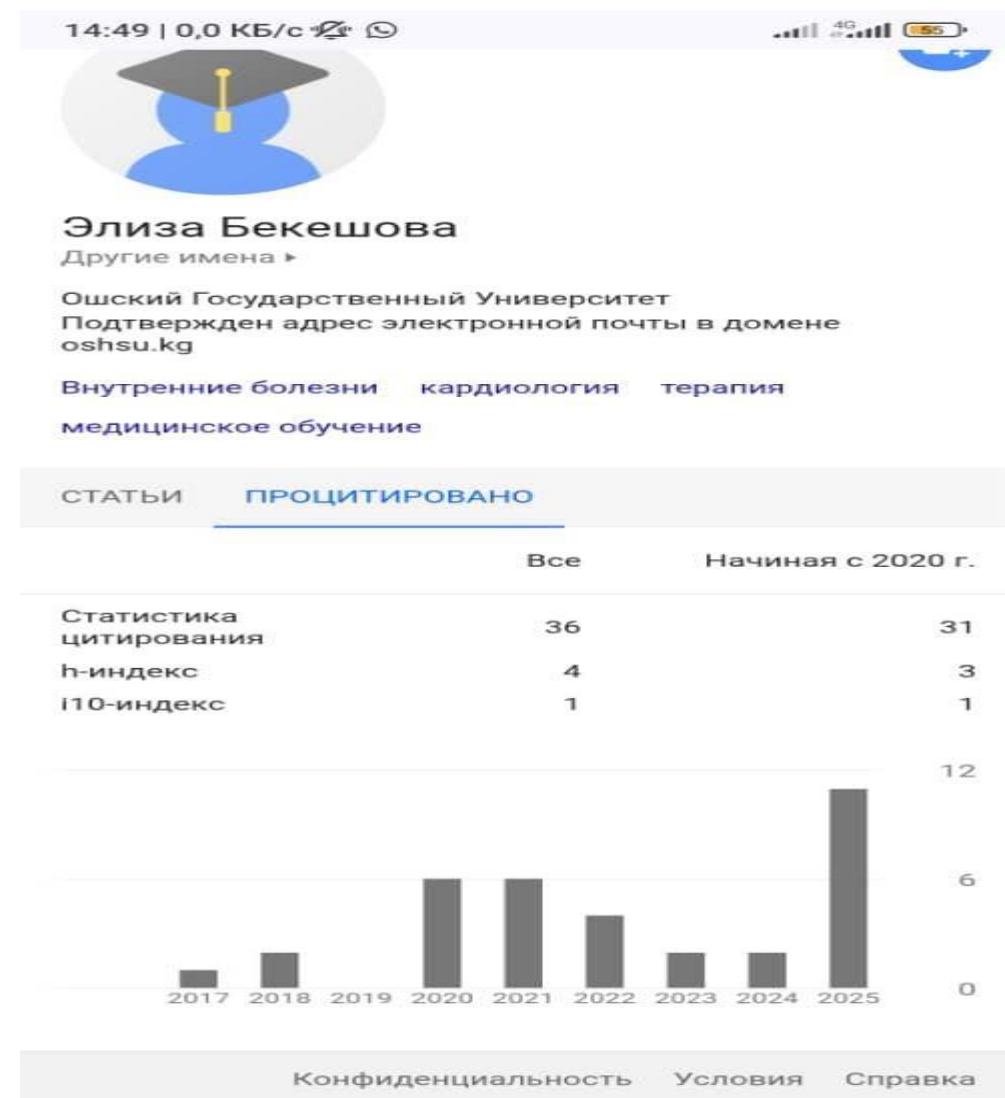 14:49 | 0,0 КБ/с
4G 55
Элиза Бекешова
Другие имена ▸
Ошский Государственный Университет
Подтвержден адрес электронной почты в домене
oshsu.kg
Внутренние болезни кардиология терапия
медицинское обучение
СТАТЬИ ПРОЦИТИРОВАНО
Все Начиная с 2020 г.
Статистика
цитирования 36 31
h-индекс 4 3
i10-индекс 1 1
12
6
0
2017 2018 2019 2020 2021 2022 2023 2024 2025
Конфиденциальность Условия Справка